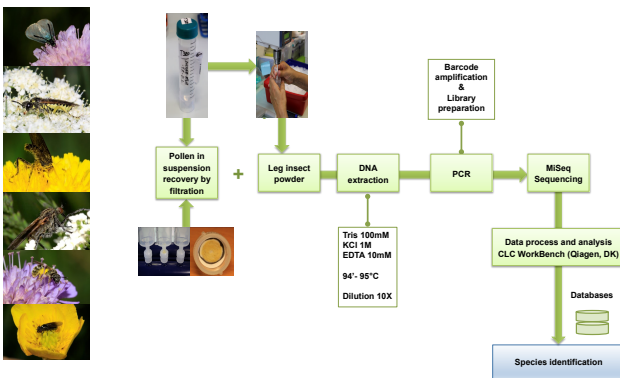 Barcode
amplification
&
Library
preparation
Pollen in
suspension
recovery by
filtration
+
Leg insect
powder
DNA
extraction
PCR
MiSeq
Sequencing
Tris 100mM
KCl 1M
EDTA 10mM
94'- 95°C
Dilution 10X
Data process and analysis
CLC WorkBench (Qiagen, DK)
Databases
Species identification